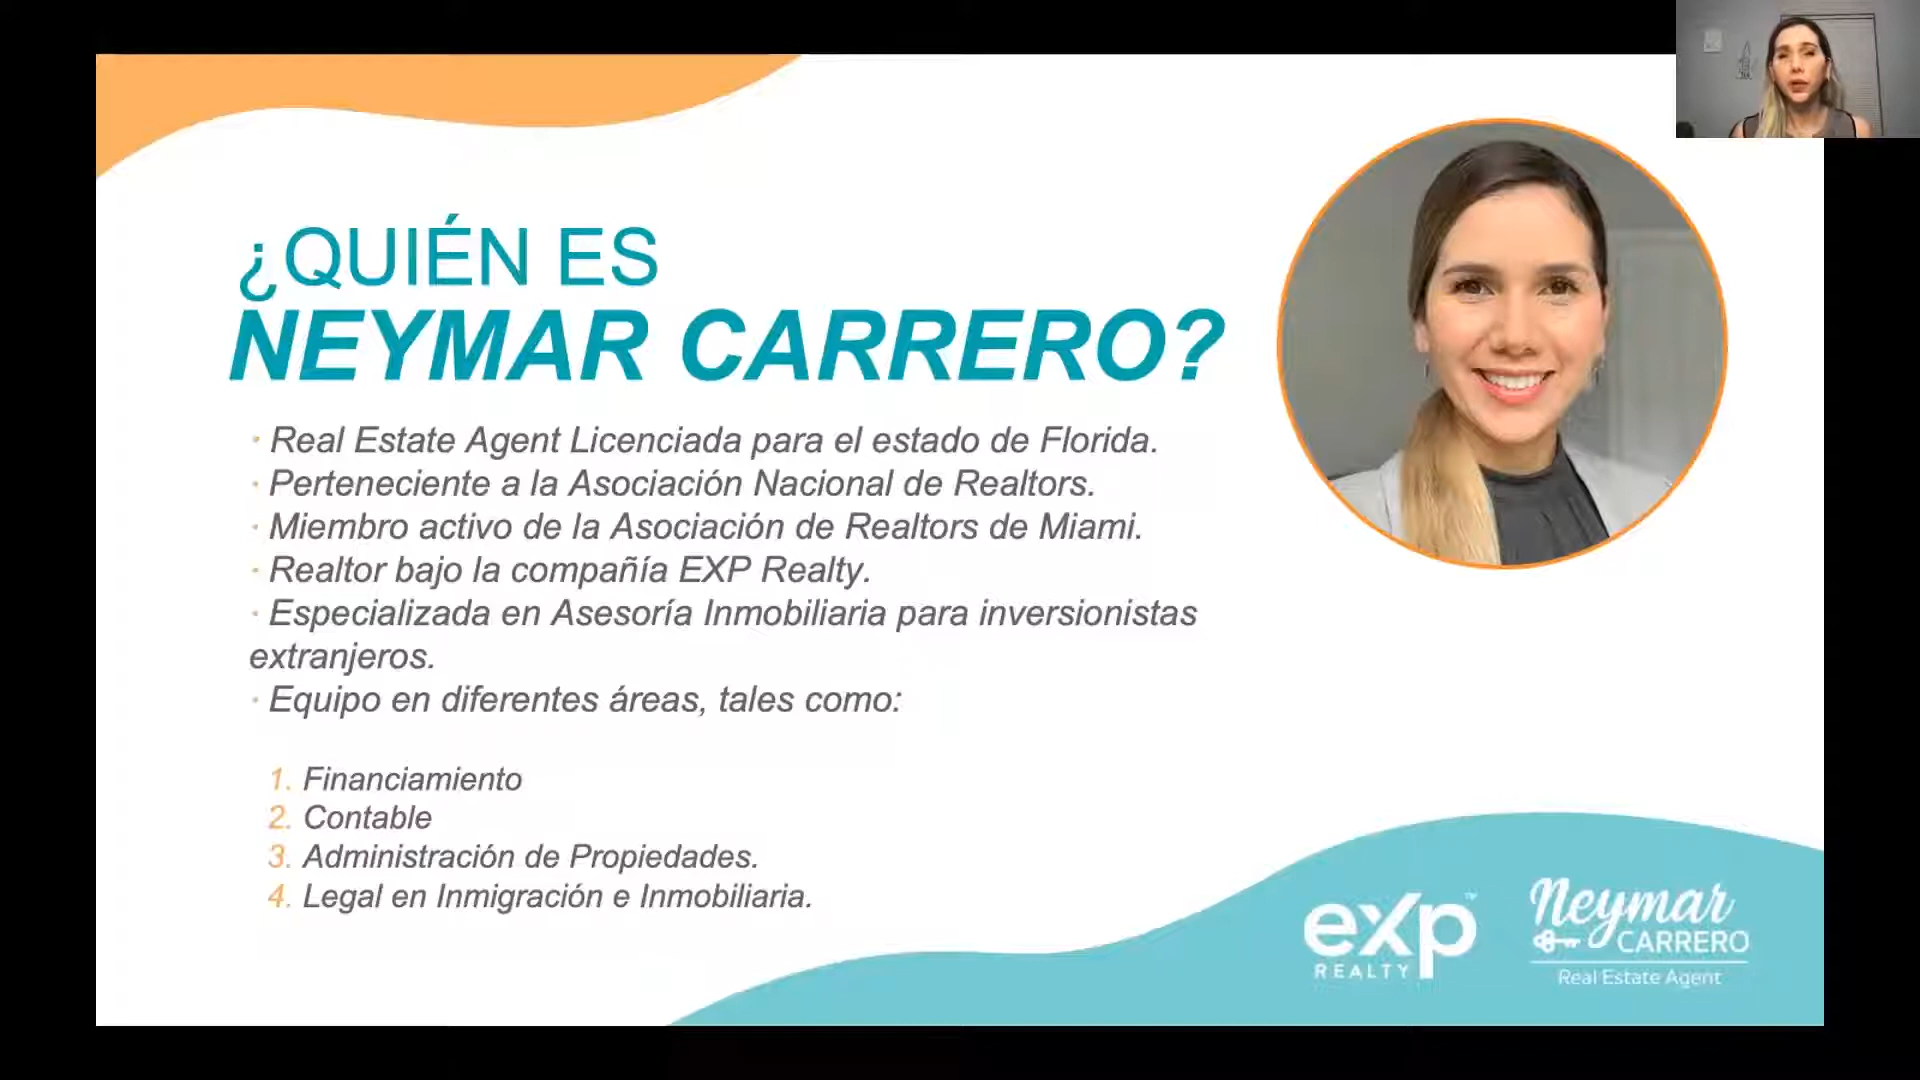 ¿QUIÉN ES
NEYMAR CARRERO?
· Real Estate Agent Licenciada para el estado de Florida.
· Perteneciente a la Asociación Nacional de Realtors.
· Miembro activo de la Asociación de Realtors de Miami.
· Realtor bajo la compañía EXP Realty.
· Especializada en Asesoría Inmobiliaria para inversionistas
extranjeros.
· Equipo en diferentes áreas, tales como:
1. Financiamiento
2. Contable
3. Administración de Propiedades.
4. Legal en Inmigración e Inmobiliaria.
eXp™
REALTY
Neymar
CARRERO
Real Estate Agent